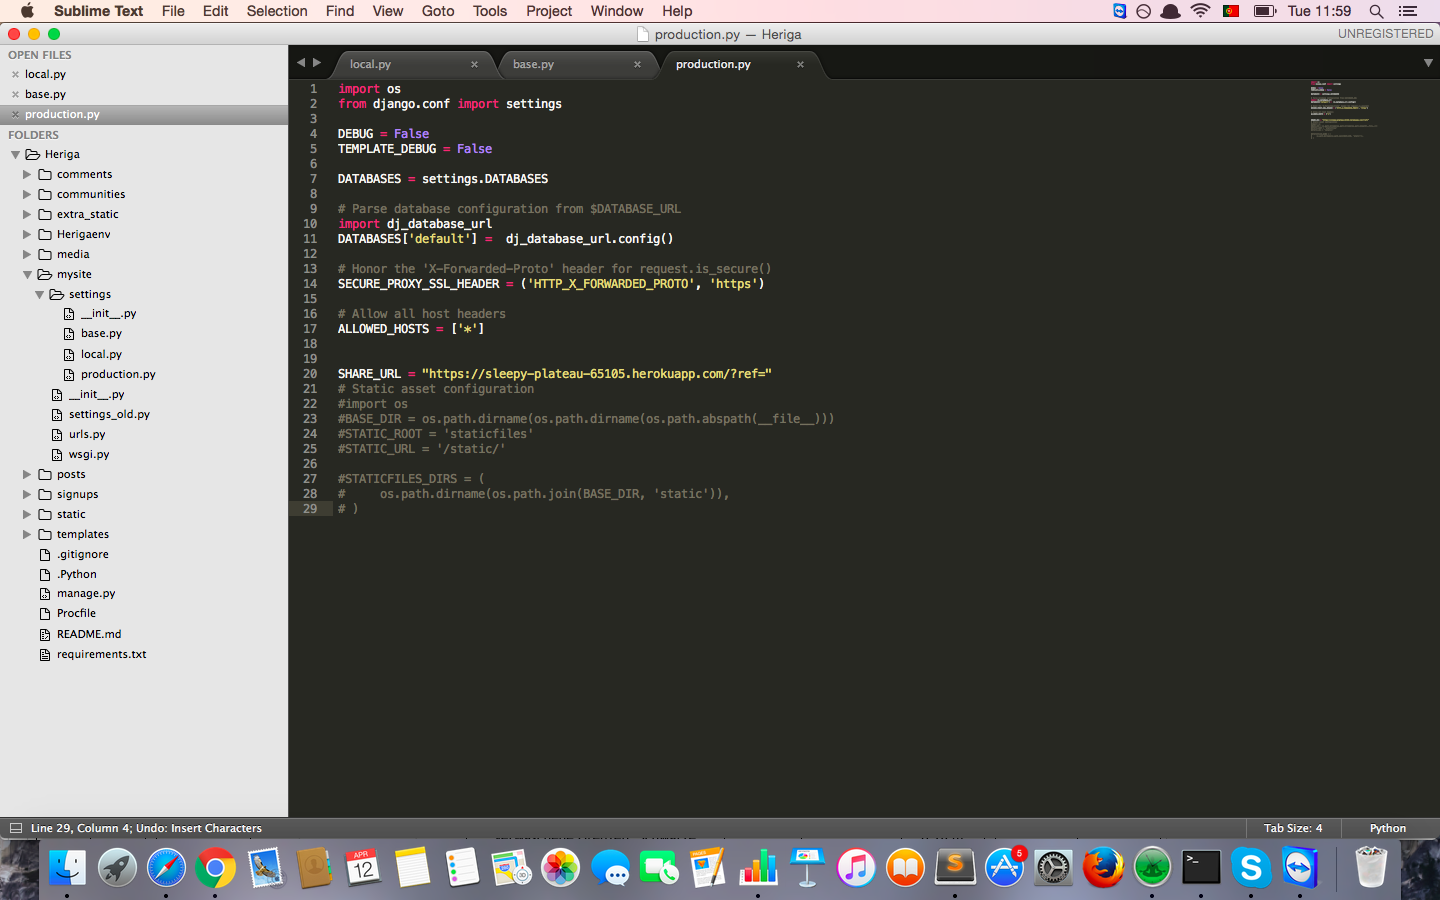 Sublime Text File Edit Selection Find View Goto Tools Project Window Help Tue 11:59
production.py — Heriga UNREGISTERED
OPEN FILES
local.py
base.py
production.py
FOLDERS
Heriga
comments
communities
extra_static
Herigaenv
media
mysite
settings
__init__.py
base.py
local.py
production.py
__init__.py
settings_old.py
urls.py
wsgi.py
posts
signups
static
templates
.gitignore
.Python
manage.py
Procfile
README.md
requirements.txt
local.py base.py production.py
1 import os
2 from django.conf import settings
3
4 DEBUG = False
5 TEMPLATE_DEBUG = False
6
7 DATABASES = settings.DATABASES
8
9 # Parse database configuration from $DATABASE_URL
10 import dj_database_url
11 DATABASES['default'] =  dj_database_url.config()
12
13 # Honor the 'X-Forwarded-Proto' header for request.is_secure()
14 SECURE_PROXY_SSL_HEADER = ('HTTP_X_FORWARDED_PROTO', 'https')
15
16 # Allow all host headers
17 ALLOWED_HOSTS = ['*']
18
19
20 SHARE_URL = "https://sleepy-plateau-65105.herokuapp.com/?ref="
21 # Static asset configuration
22 #import os
23 #BASE_DIR = os.path.dirname(os.path.dirname(os.path.abspath(__file__)))
24 #STATIC_ROOT = 'staticfiles'
25 #STATIC_URL = '/static/'
26
27 #STATICFILES_DIRS = (
28 #     os.path.dirname(os.path.join(BASE_DIR, 'static')),
29 # )
Line 29, Column 4; Undo: Insert Characters Tab Size: 4 Python
APR
12
5